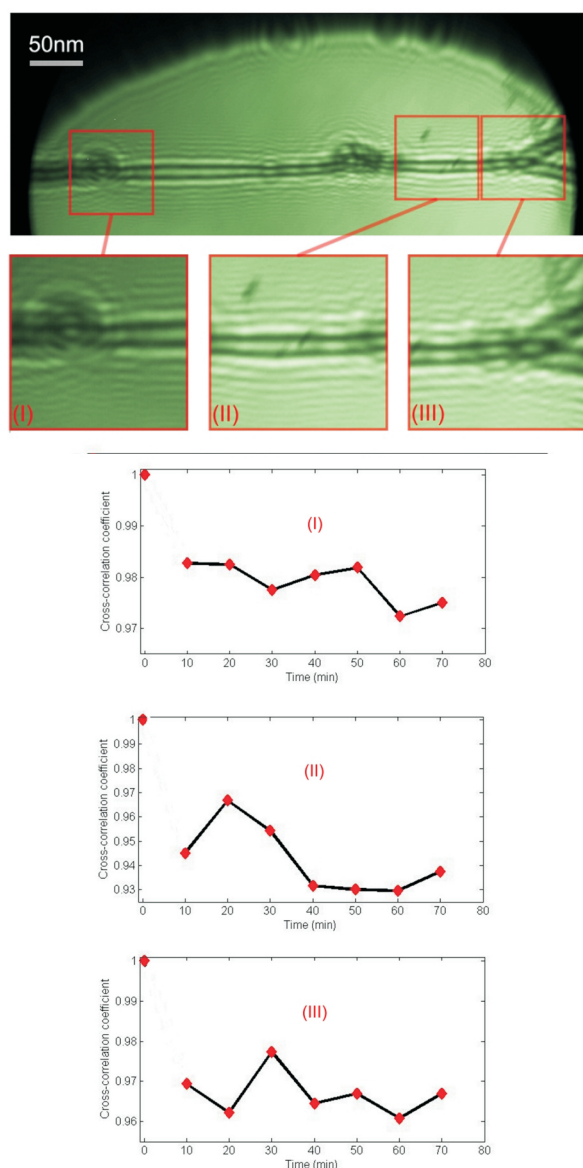 50nm
(I)
(II)
(III)
(I)
Cross-correlation coefficient
1
0.99
0.98
0.97
0 10 20 30 40 50 60 70 80
Time (min)
(II)
Cross-correlation coefficient
1
0.99
0.98
0.97
0.96
0.95
0.94
0.93
0 10 20 30 40 50 60 70 80
Time (min)
(III)
Cross-correlation coefficient
1
0.99
0.98
0.97
0.96
0 10 20 30 40 50 60 70 80
Time (min)